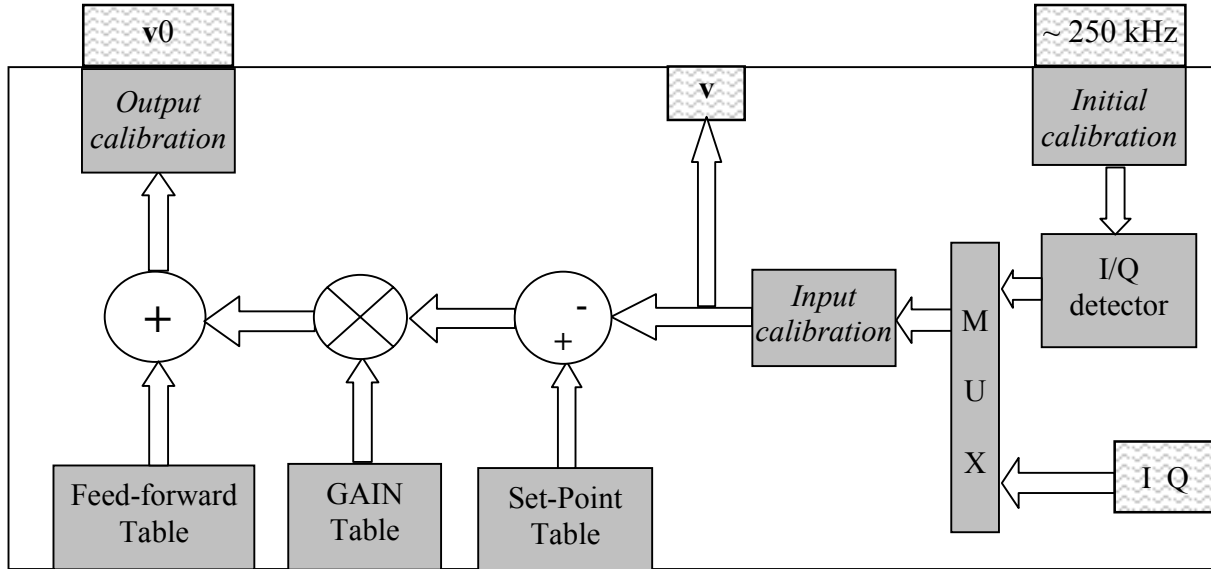 v0
~ 250 kHz
Output
calibration
v
Initial
calibration
I/Q
detector
Input
calibration
M
U
X
+
-
+
I Q
Feed-forward
Table
GAIN
Table
Set-Point
Table